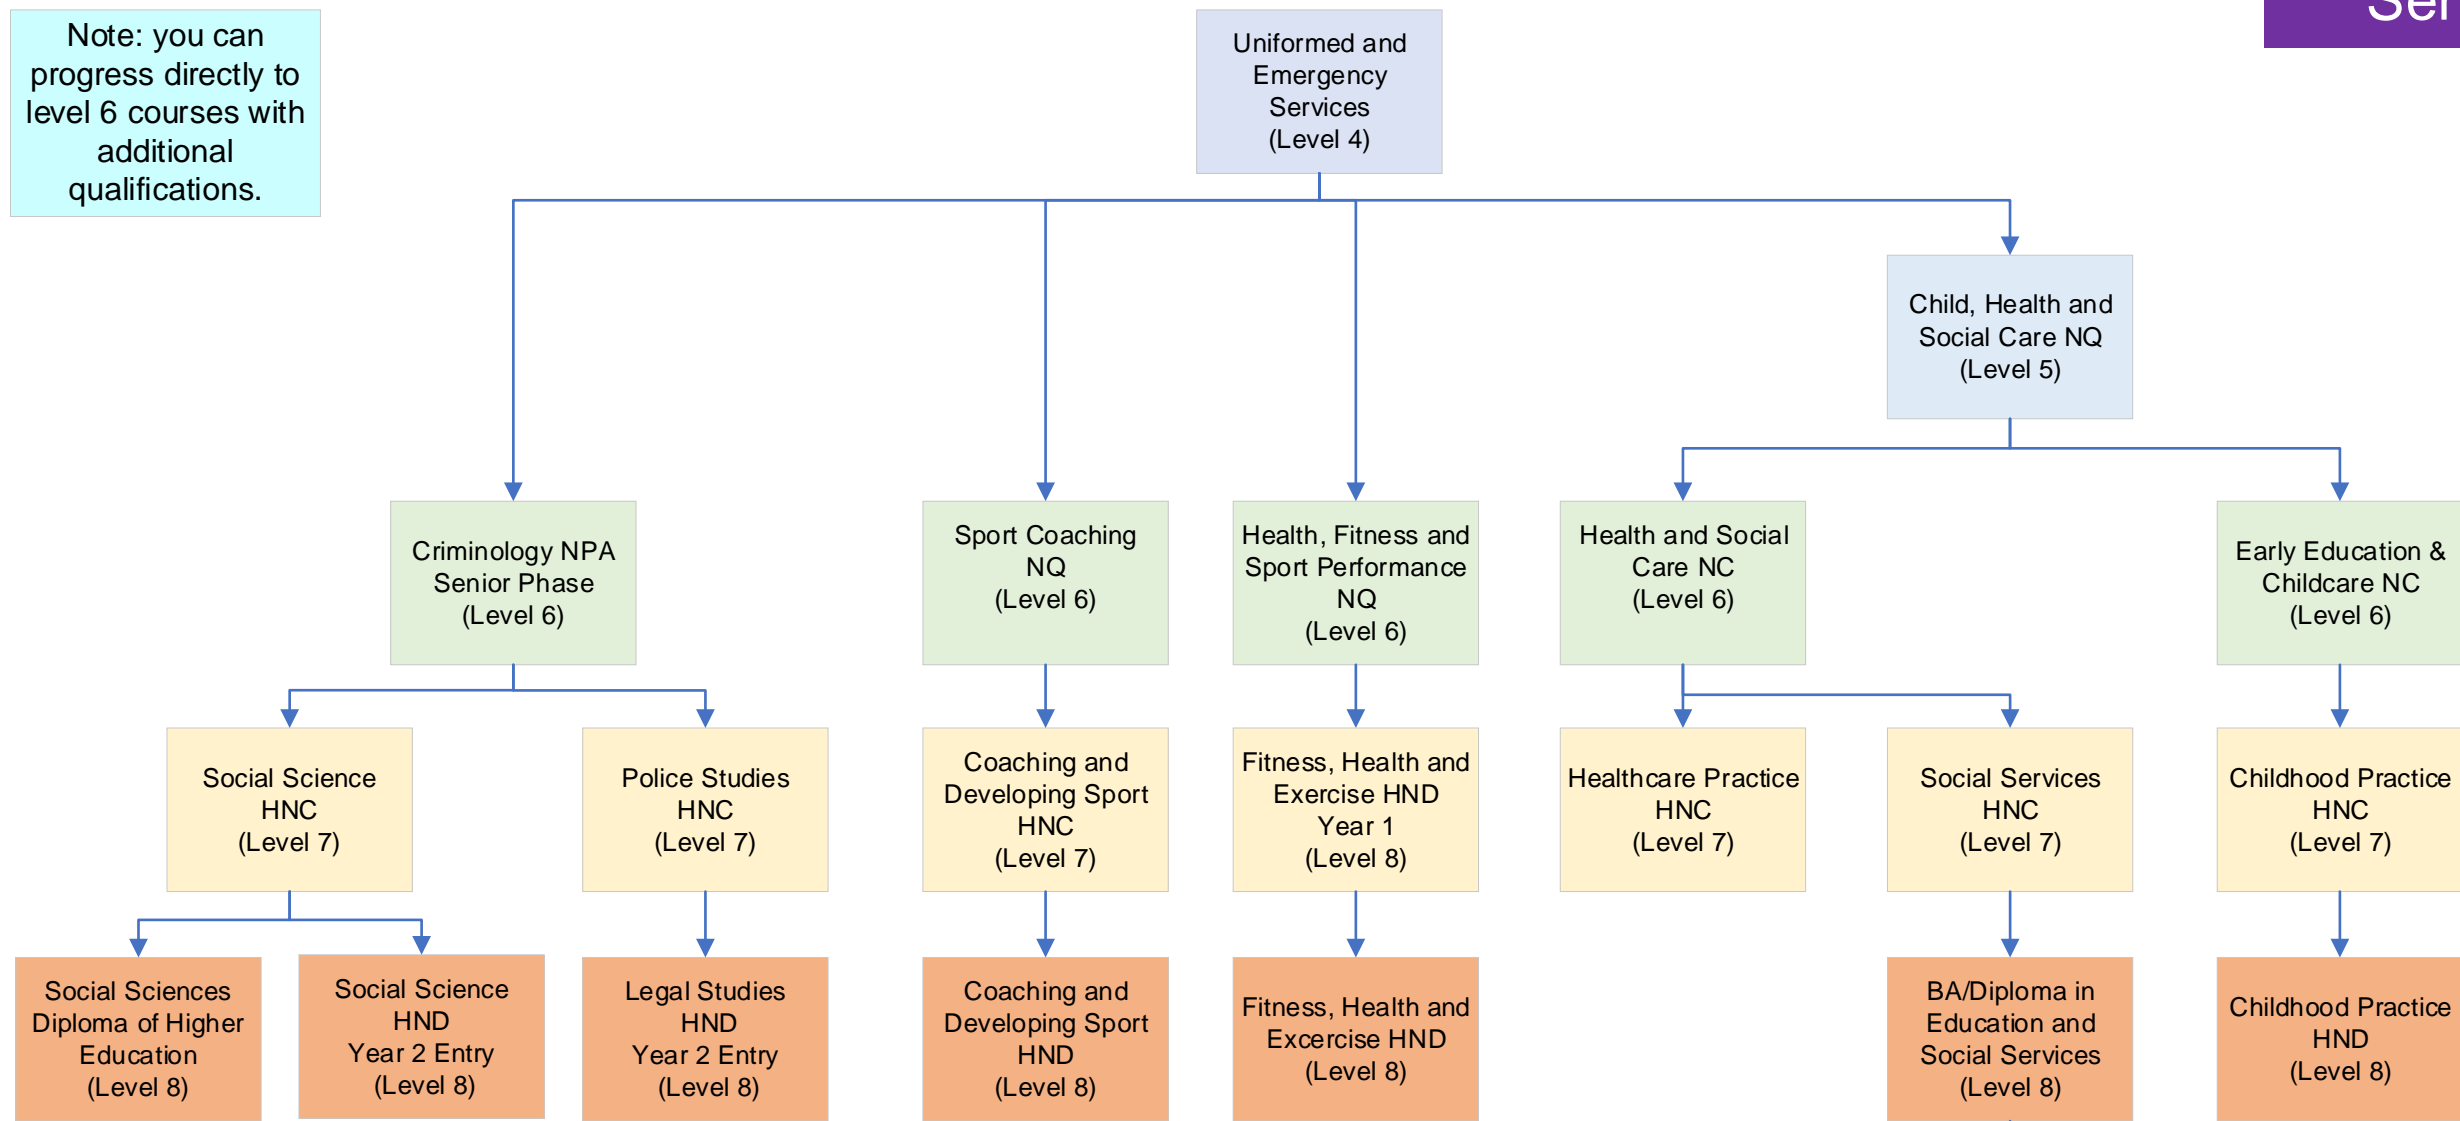 Note: you can
progress directly to
level 6 courses with
additional
qualifications.
Uniformed and
Emergency
Services
(Level 4)
Child, Health and
Social Care NQ
(Level 5)
Criminology NPA
Senior Phase
(Level 6)
Sport Coaching
NQ
(Level 6)
Health, Fitness and
Sport Performance
NQ
(Level 6)
Health and Social
Care NC
(Level 6)
Early Education &
Childcare NC
(Level 6)
Social Science
HNC
(Level 7)
Police Studies
HNC
(Level 7)
Coaching and
Developing Sport
HNC
(Level 7)
Fitness, Health and
Exercise HND
Year 1
(Level 8)
Healthcare Practice
HNC
(Level 7)
Social Services
HNC
(Level 7)
Childhood Practice
HNC
(Level 7)
Social Sciences
Diploma of Higher
Education
(Level 8)
Social Science
HND
Year 2 Entry
(Level 8)
Legal Studies
HND
Year 2 Entry
(Level 8)
Coaching and
Developing Sport
HND
(Level 8)
Fitness, Health and
Excercise HND
(Level 8)
BA/Diploma in
Education and
Social Services
(Level 8)
Childhood Practice
HND
(Level 8)